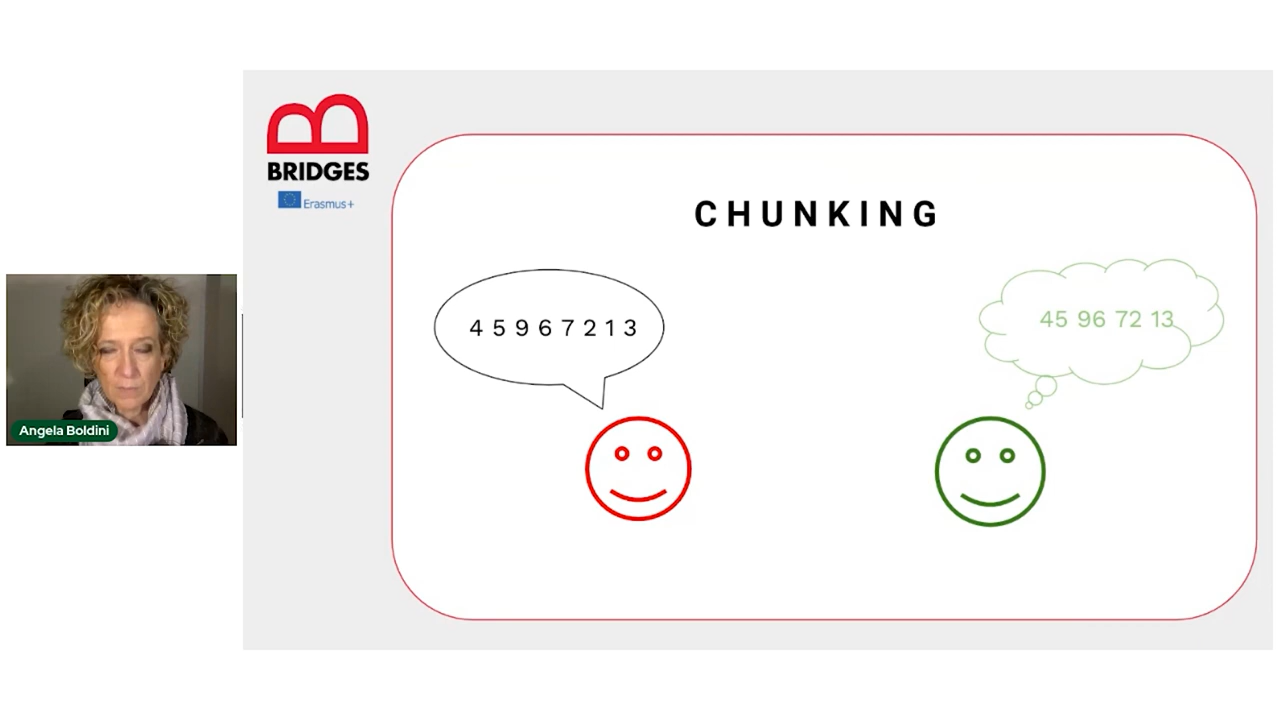 BRIDGES
Erasmus+
CHUNKING
4 5 9 6 7 2 1 3
45 96 72 13
Angela Boldini